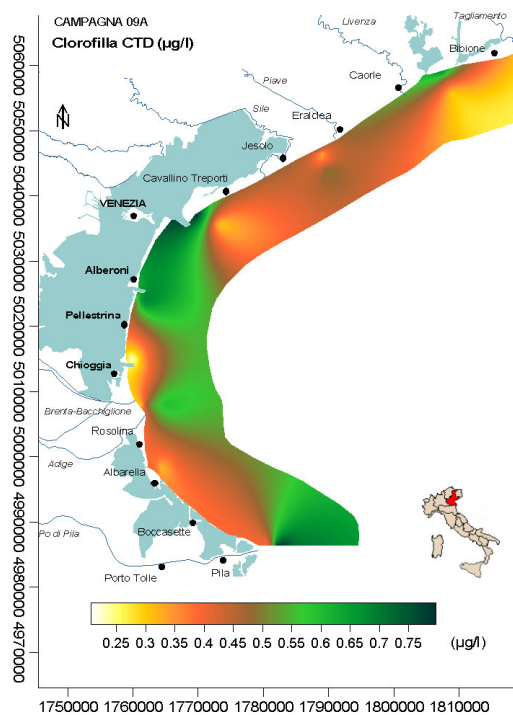 CAMPAGNA 09A
Clorofilla CTD (µg/l)
Tagliamento
Livenza
Bibione
Caorle
Piave
Eraldea
Sile
Jesolo
Cavallino Treporti
VENEZIA
Alberoni
Pellestrina
Chioggia
Brenta-Bacchiglione
Rosolina
Adige
Albarella
Boccasette
Po di Pila
Porto Tolle
Pila
N
5060000
5050000
5040000
5030000
5020000
5010000
5000000
4990000
4980000
4970000
0.25 0.3 0.35 0.4 0.45 0.5 0.55 0.6 0.65 0.7 0.75 (µg/l)
1750000 1760000 1770000 1780000 1790000 1800000 1810000